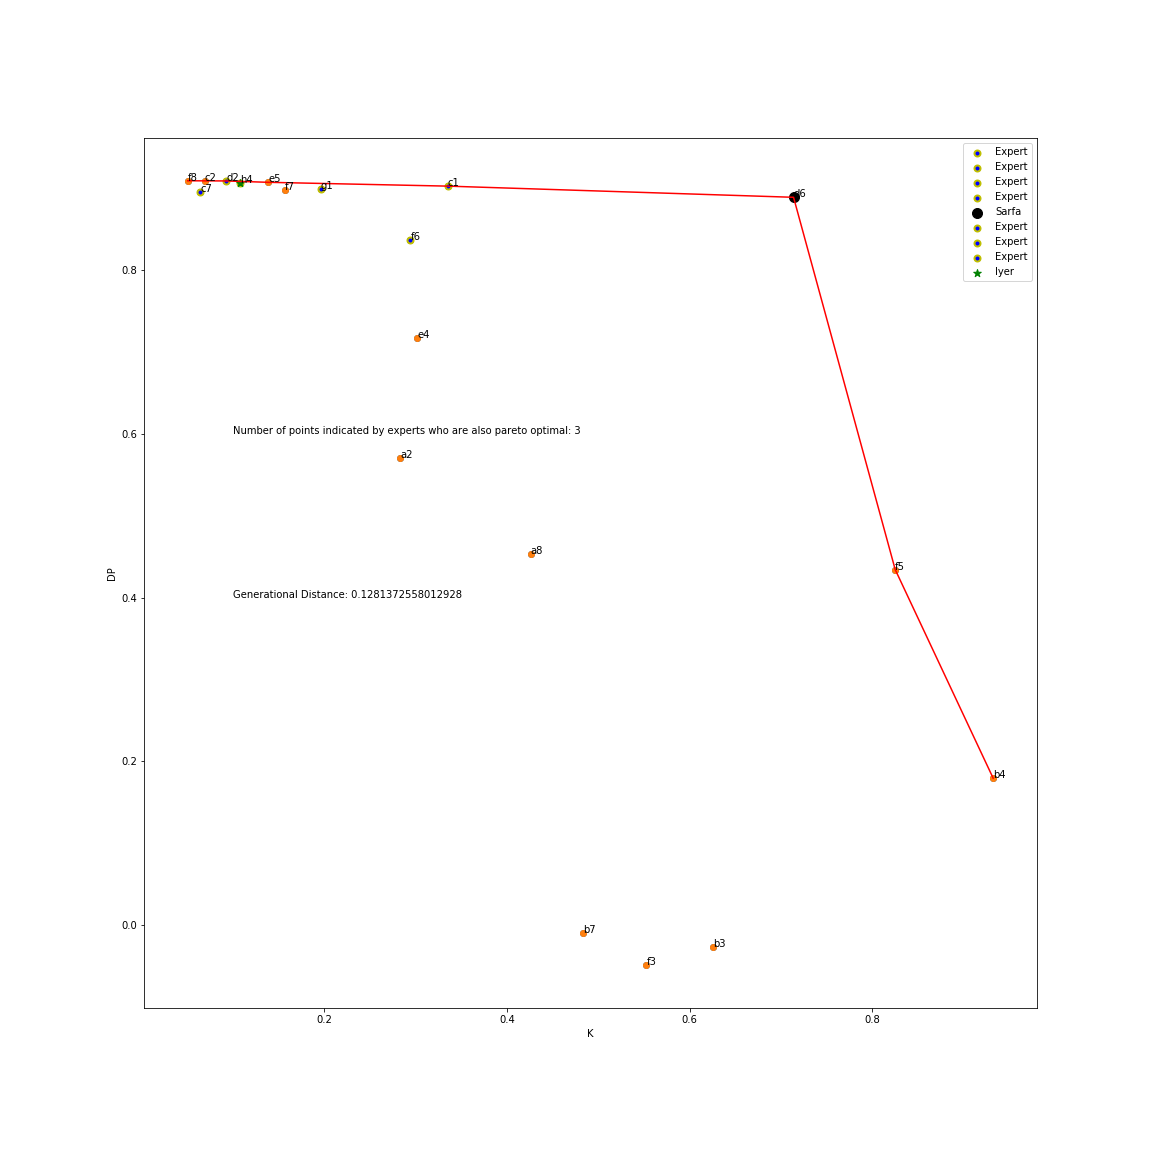 Expert
Expert
Expert
Expert
Sarfa
Expert
Expert
Expert
Iyer
f8
c2
d2
h4
e5
c7
f7
g1
c1
d6
f6
0.8
e4
Number of points indicated by experts who are also pareto optimal: 3
0.6
a2
a8
DP
f5
Generational Distance: 0.1281372558012928
0.4
b4
0.2
b7
0.0
b3
f3
0.2
0.4
0.6
0.8
K